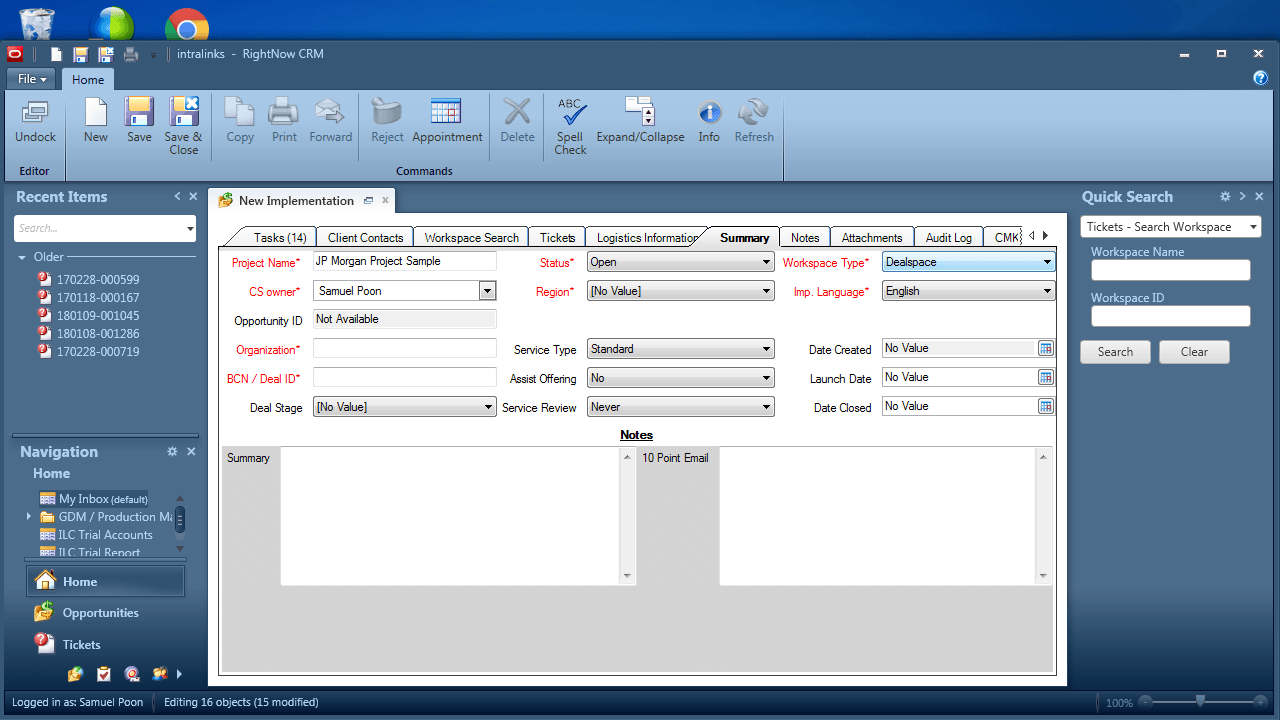 intralinks - RightNow CRM
File
Home
Undock
New
Save
Save & Close
Copy
Print
Forward
Reject
Appointment
Delete
ABC
Spell Check
Expand/Collapse
Info
Refresh
Editor
Commands
Recent Items
Search...
Older
170228-000599
170118-000167
180109-001045
180108-001286
170228-000719
Navigation
Home
My Inbox (default)
GDM / Production Ma
ILC Trial Accounts
ILC Trial Report
Home
Opportunities
Tickets
New Implementation
Tasks (14)
Client Contacts
Workspace Search
Tickets
Logistics Information
Summary
Notes
Attachments
Audit Log
CMK
Project Name* JP Morgan Project Sample
Status* Open
Workspace Type* Dealspace
CS owner* Samuel Poon
Region* [No Value]
Imp. Language* English
Opportunity ID Not Available
Organization*
Service Type Standard
Date Created No Value
BCN / Deal ID*
Assist Offering No
Launch Date No Value
Deal Stage [No Value]
Service Review Never
Date Closed No Value
Notes
Summary
10 Point Email
Quick Search
Tickets - Search Workspace
Workspace Name
Workspace ID
Search
Clear
Logged in as: Samuel Poon
Editing 16 objects (15 modified)
100%